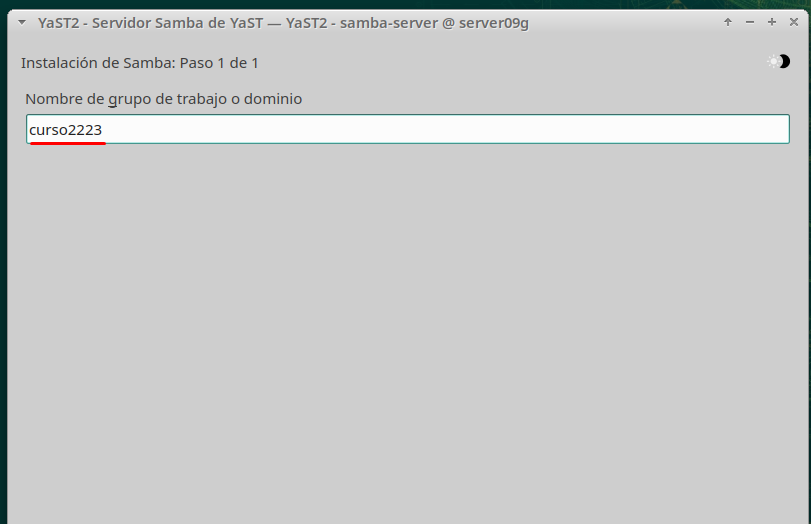 YaST2 - Servidor Samba de YaST — YaST2 - samba-server @ server09g
Instalación de Samba: Paso 1 de 1
Nombre de grupo de trabajo o dominio
curso2223